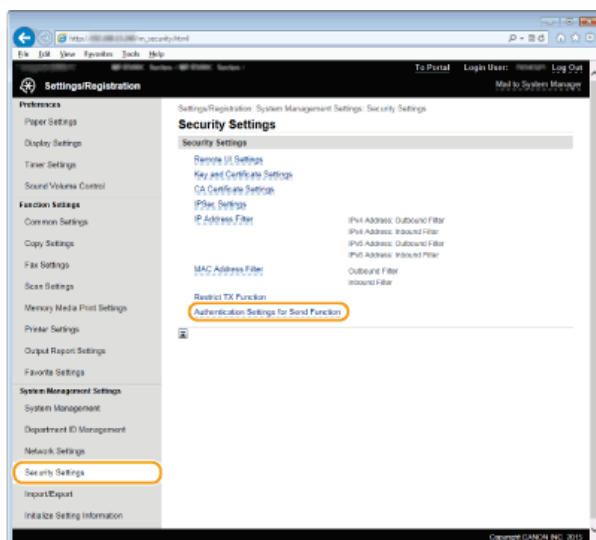 http://
m_security.html
File Edit View Favorites Tools Help
To Portal Login User: Log Out
Settings/Registration
Mail to System Manager
Preferences
Paper Settings
Display Settings
Timer Settings
Sound Volume Control
Function Settings
Common Settings
Copy Settings
Fax Settings
Scan Settings
Memory Media Print Settings
Printer Settings
Output Report Settings
Favorite Settings
System Management Settings
System Management
Department ID Management
Network Settings
Security Settings
Import/Export
Initialize Setting Information
Settings/Registration: System Management Settings: Security Settings
Security Settings
Security Settings
Remote UI Settings
Key and Certificate Settings
CA Certificate Settings
IPSec Settings
IP Address Filter
IPv4 Address: Outbound Filter
IPv4 Address: Inbound Filter
IPv6 Address: Outbound Filter
IPv6 Address: Inbound Filter
MAC Address Filter
Outbound Filter
Inbound Filter
Restrict TX Function
Authentication Settings for Send Function
Copyright CANON INC. 2015